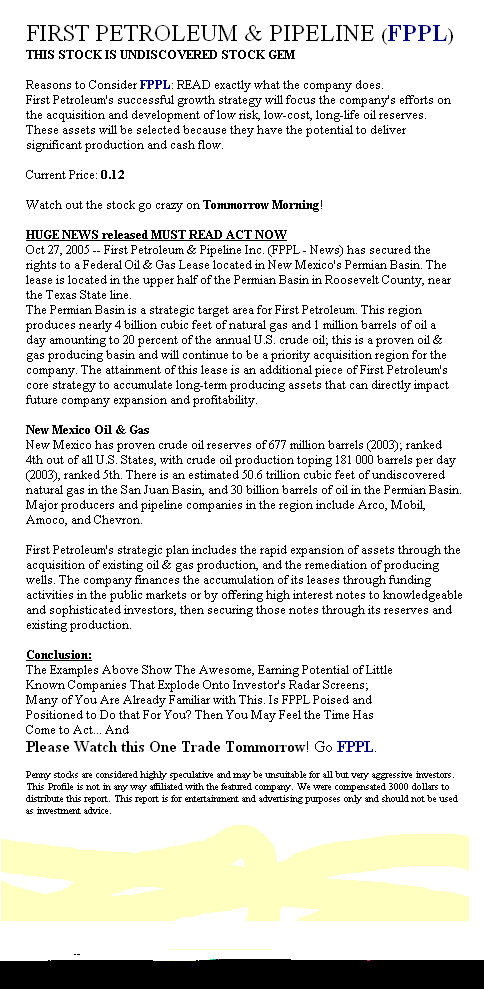 FIRST PETROLEUM & PIPELINE (FPPL)
THIS STOCK IS UNDISCOVERED STOCK GEM
Reasons to Consider FPPL: READ exactly what the company does.
First Petroleum's successful growth strategy will focus the company's efforts on
the acquisition and development of low risk, low-cost, long-life oil reserves.
These assets will be selected because they have the potential to deliver
significant production and cash flow.
Current Price: 0.12
Watch out the stock go crazy on Tommorrow Morning!
HUGE NEWS released MUST READ ACT NOW
Oct 27, 2005 -- First Petroleum & Pipeline Inc. (FPPL - News) has secured the
rights to a Federal Oil & Gas Lease located in New Mexico's Permian Basin. The
lease is located in the upper half of the Permian Basin in Roosevelt County, near
the Texas State line.
The Permian Basin is a strategic target area for First Petroleum. This region
produces nearly 4 billion cubic feet of natural gas and 1 million barrels of oil a
day amounting to 20 percent of the annual U.S. crude oil; this is a proven oil &
gas producing basin and will continue to be a priority acquisition region for the
company. The attainment of this lease is an additional piece of First Petroleum's
core strategy to accumulate long-term producing assets that can directly impact
future company expansion and profitability.
New Mexico Oil & Gas
New Mexico has proven crude oil reserves of 677 million barrels (2003); ranked
4th out of all U.S. States, with crude oil production toping 181 000 barrels per day
(2003), ranked 5th. There is an estimated 50.6 trillion cubic feet of undiscovered
natural gas in the San Juan Basin, and 30 billion barrels of oil in the Permian Basin.
Major producers and pipeline companies in the region include Arco, Mobil,
Amoco, and Chevron.
First Petroleum's strategic plan includes the rapid expansion of assets through the
acquisition of existing oil & gas production, and the remediation of producing
wells. The company finances the accumulation of its leases through funding
activities in the public markets or by offering high interest notes to knowledgeable
and sophisticated investors, then securing those notes through its reserves and
existing production.
Conclusion:
The Examples Above Show The Awesome, Earning Potential of Little
Known Companies That Explode Onto Investor's Radar Screens;
Many of You Are Already Familiar with This. Is FPPL Poised and
Positioned to Do that For You? Then You May Feel the Time Has
Come to Act... And
Please Watch this One Trade Tommorrow! Go FPPL.
Penny stocks are considered highly speculative and may be unsuitable for all but very aggressive investors.
This Profile is not in any way affiliated with the featured company. We were compensated 3000 dollars to
distribute this report. This report is for entertainment and advertising purposes only and should not be used
as investment advice.
--